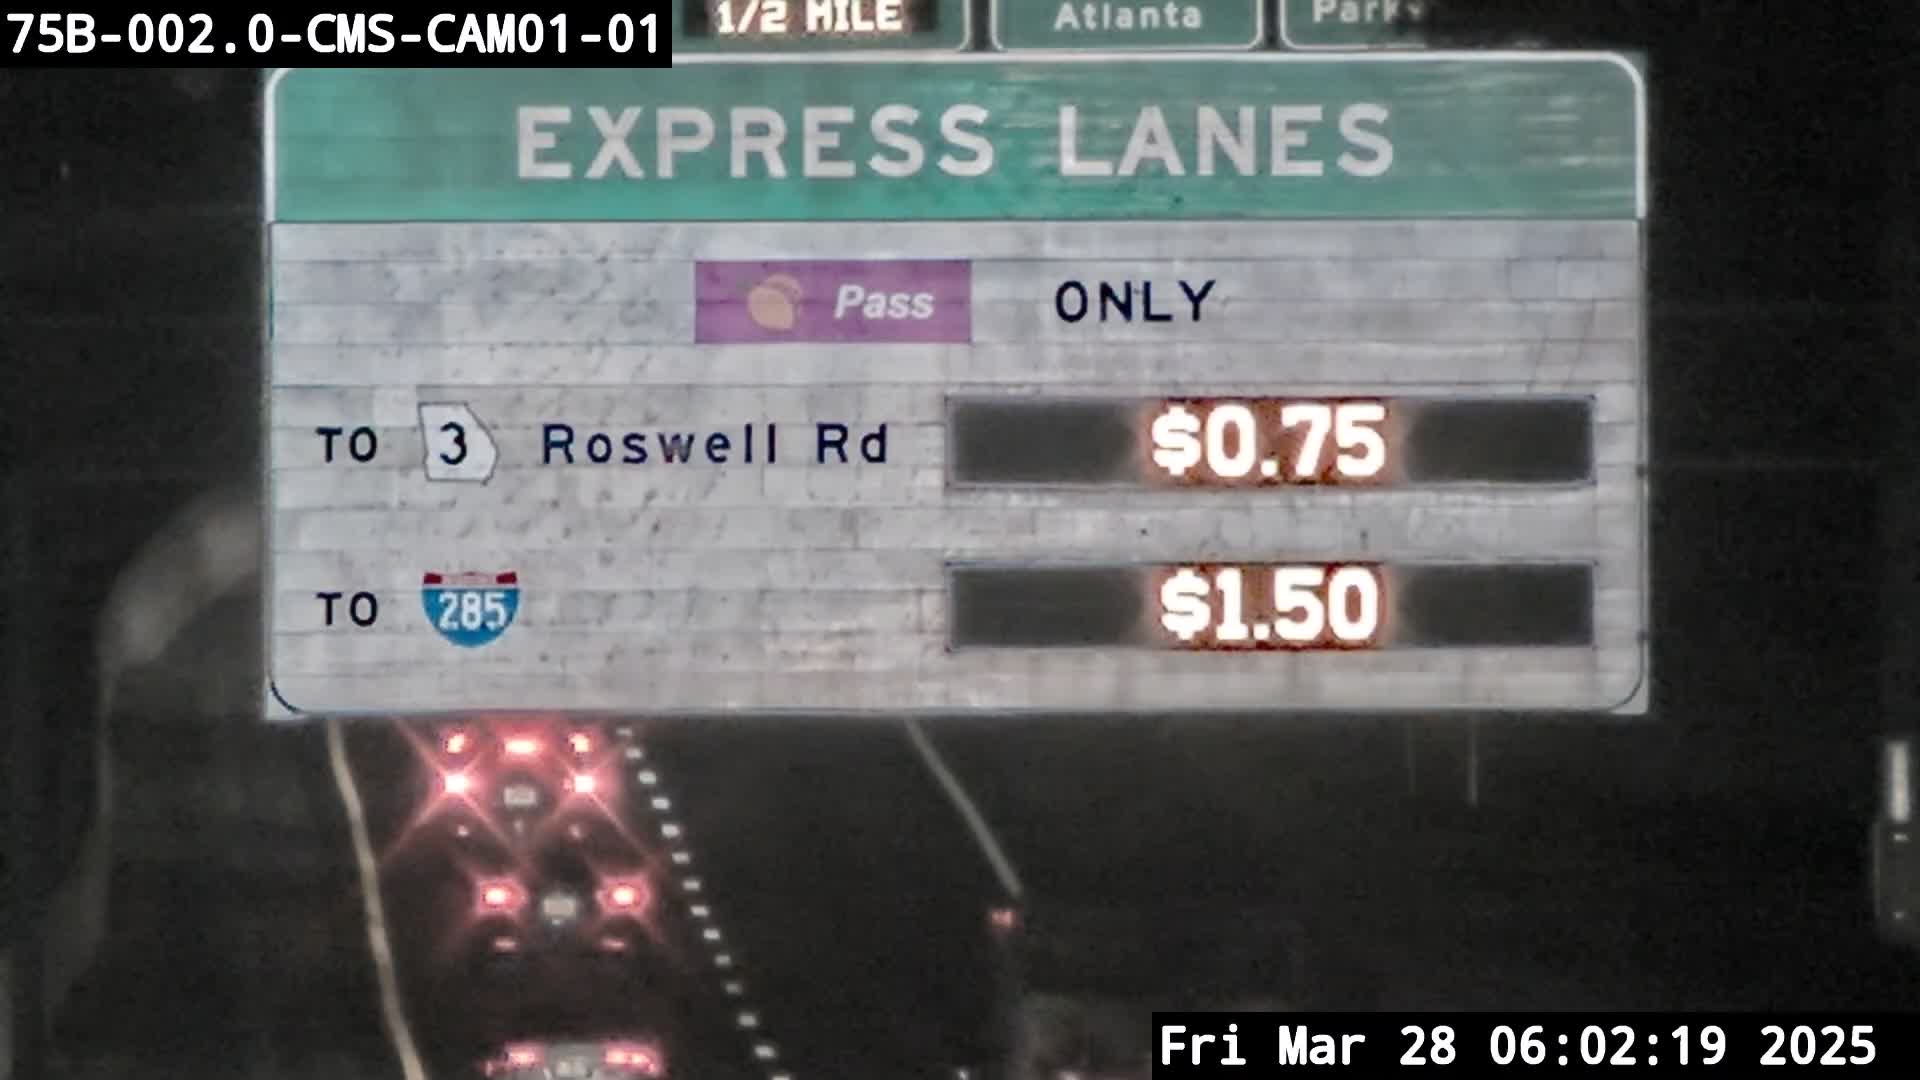 75B-002.0-CMS-CAM01-01
1/2 MILE
Atlanta
EXPRESS LANES
Pass ONLY
TO 3 Roswell Rd $0.75
TO 285 $1.50
Fri Mar 28 06:02:19 2025